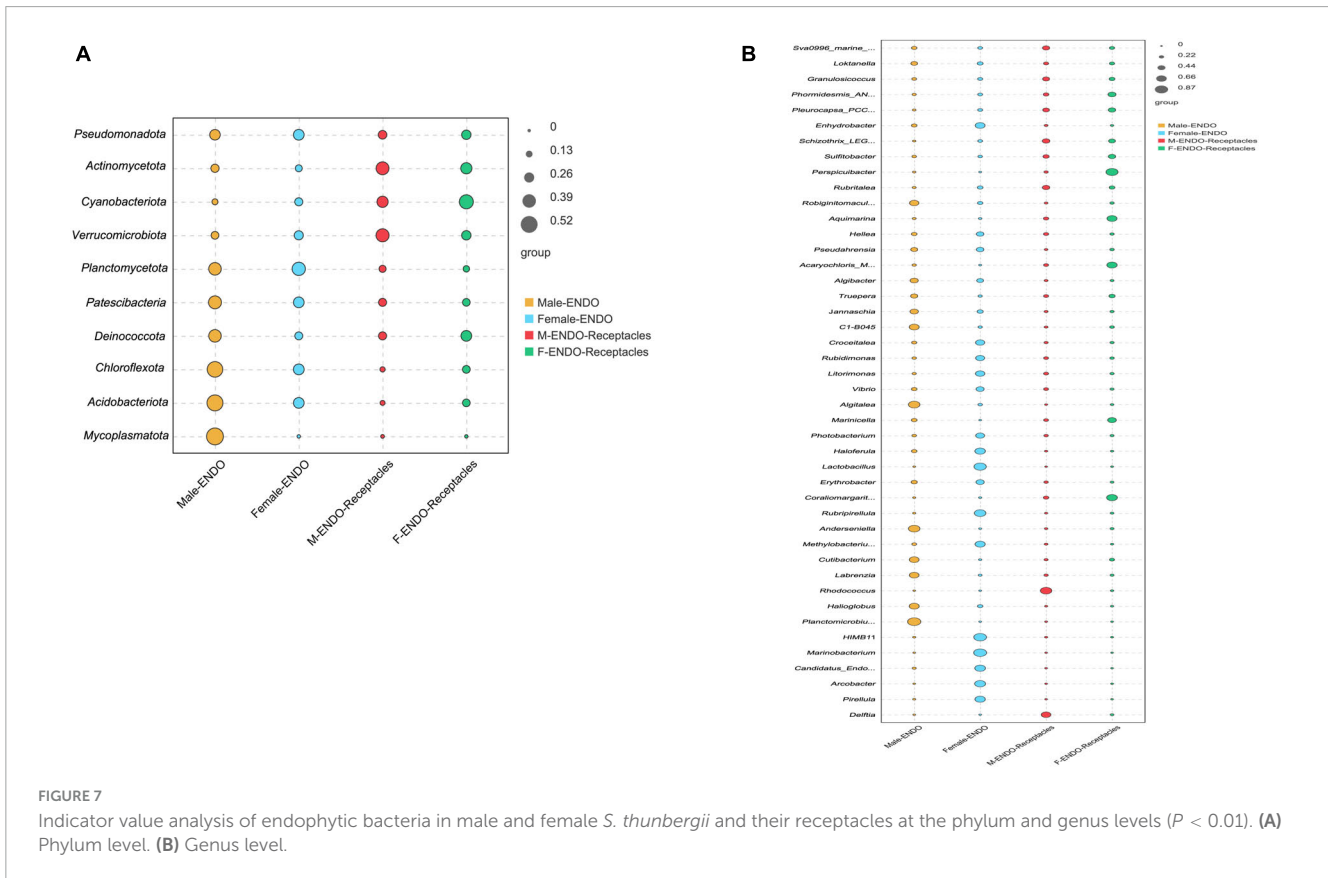 A
Pseudomonadota
Actinomycetota
Cyanobacteriota
Verrucomicrobiota
Planctomycetota
Patescibacteria
Deinococcota
Chloroflexota
Acidobacteriota
Mycoplasmatota
Male-ENDO
Female-ENDO
M-ENDO-Receptacles
F-ENDO-Receptacles
0
0.13
0.26
0.39
0.52
group
Male-ENDO
Female-ENDO
M-ENDO-Receptacles
F-ENDO-Receptacles
B
Sva0996_marine_...
Loktanella
Granulosicoccus
Phormidesmis_AN...
Pleurocapsa_PCC...
Enhydrobacter
Schizothrix_LEG...
Sulfitobacter
Perspicuibacter
Rubritalea
Robiginitomacul...
Aquimarina
Hellea
Pseudahrensia
Acaryochloris_M...
Algibacter
Truepera
Jannaschia
C1-B045
Croceitalea
Rubidimonas
Litorimonas
Vibrio
Algitalea
Marinicella
Photobacterium
Haloferula
Lactobacillus
Erythrobacter
Coraliomargarit...
Rubripirellula
Anderseniella
Methylobacteriu...
Cutibacterium
Labrenzia
Rhodococcus
Halioglobus
Planctomicrobiu...
HIMB11
Marinobacterium
Candidatus_Endo...
Arcobacter
Pirellula
Delftia
Male-ENDO
Female-ENDO
M-ENDO-Receptacles
F-ENDO-Receptacles
0
0.22
0.44
0.66
0.87
group
Male-ENDO
Female-ENDO
M-ENDO-Receptacles
F-ENDO-Receptacles
FIGURE 7
Indicator value analysis of endophytic bacteria in male and female S. thunbergii and their receptacles at the phylum and genus levels (P < 0.01). (A)
Phylum level. (B) Genus level.